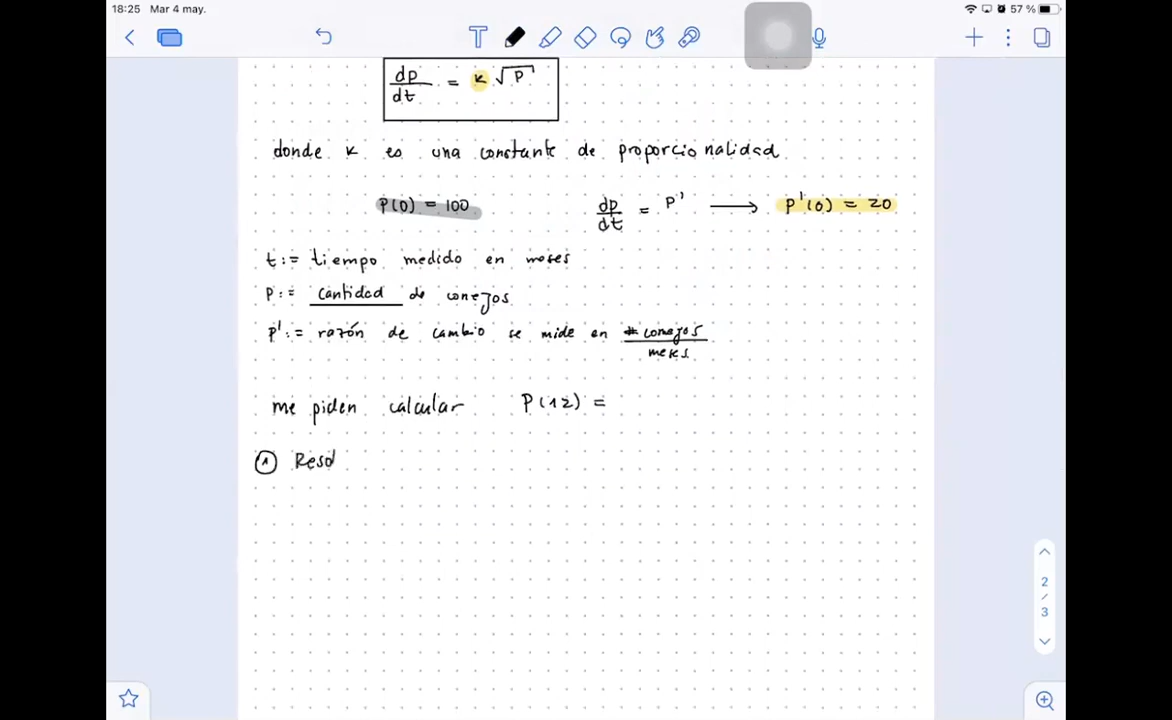 18:25 Mar 4 may. 57 %
dp/dt = k √P
donde k es una constante de proporcionalidad
P(0) = 100 dp/dt = P' → P'(0) = 20
t := tiempo medido en meses
P := cantidad de conejos
P' := razón de cambio se mide en # conejos/meses
me piden calcular P(12) =
① Resol
2 / 3